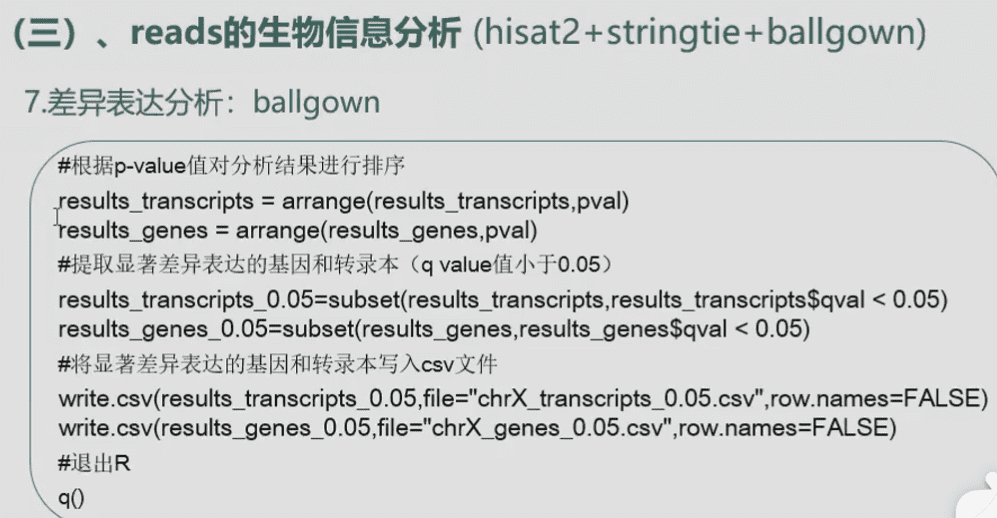 (三）、reads的生物信息分析 (hisat2+stringtie+ballgown)
7.差异表达分析：ballgown
#根据p-value值对分析结果进行排序
results_transcripts = arrange(results_transcripts,pval)
results_genes = arrange(results_genes,pval)
#提取显著差异表达的基因和转录本（q value值小于0.05）
results_transcripts_0.05=subset(results_transcripts,results_transcripts$qval < 0.05)
results_genes_0.05=subset(results_genes,results_genes$qval < 0.05)
#将显著差异表达的基因和转录本写入csv文件
write.csv(results_transcripts_0.05,file="chrX_transcripts_0.05.csv",row.names=FALSE)
write.csv(results_genes_0.05,file="chrX_genes_0.05.csv",row.names=FALSE)
#退出R
q()